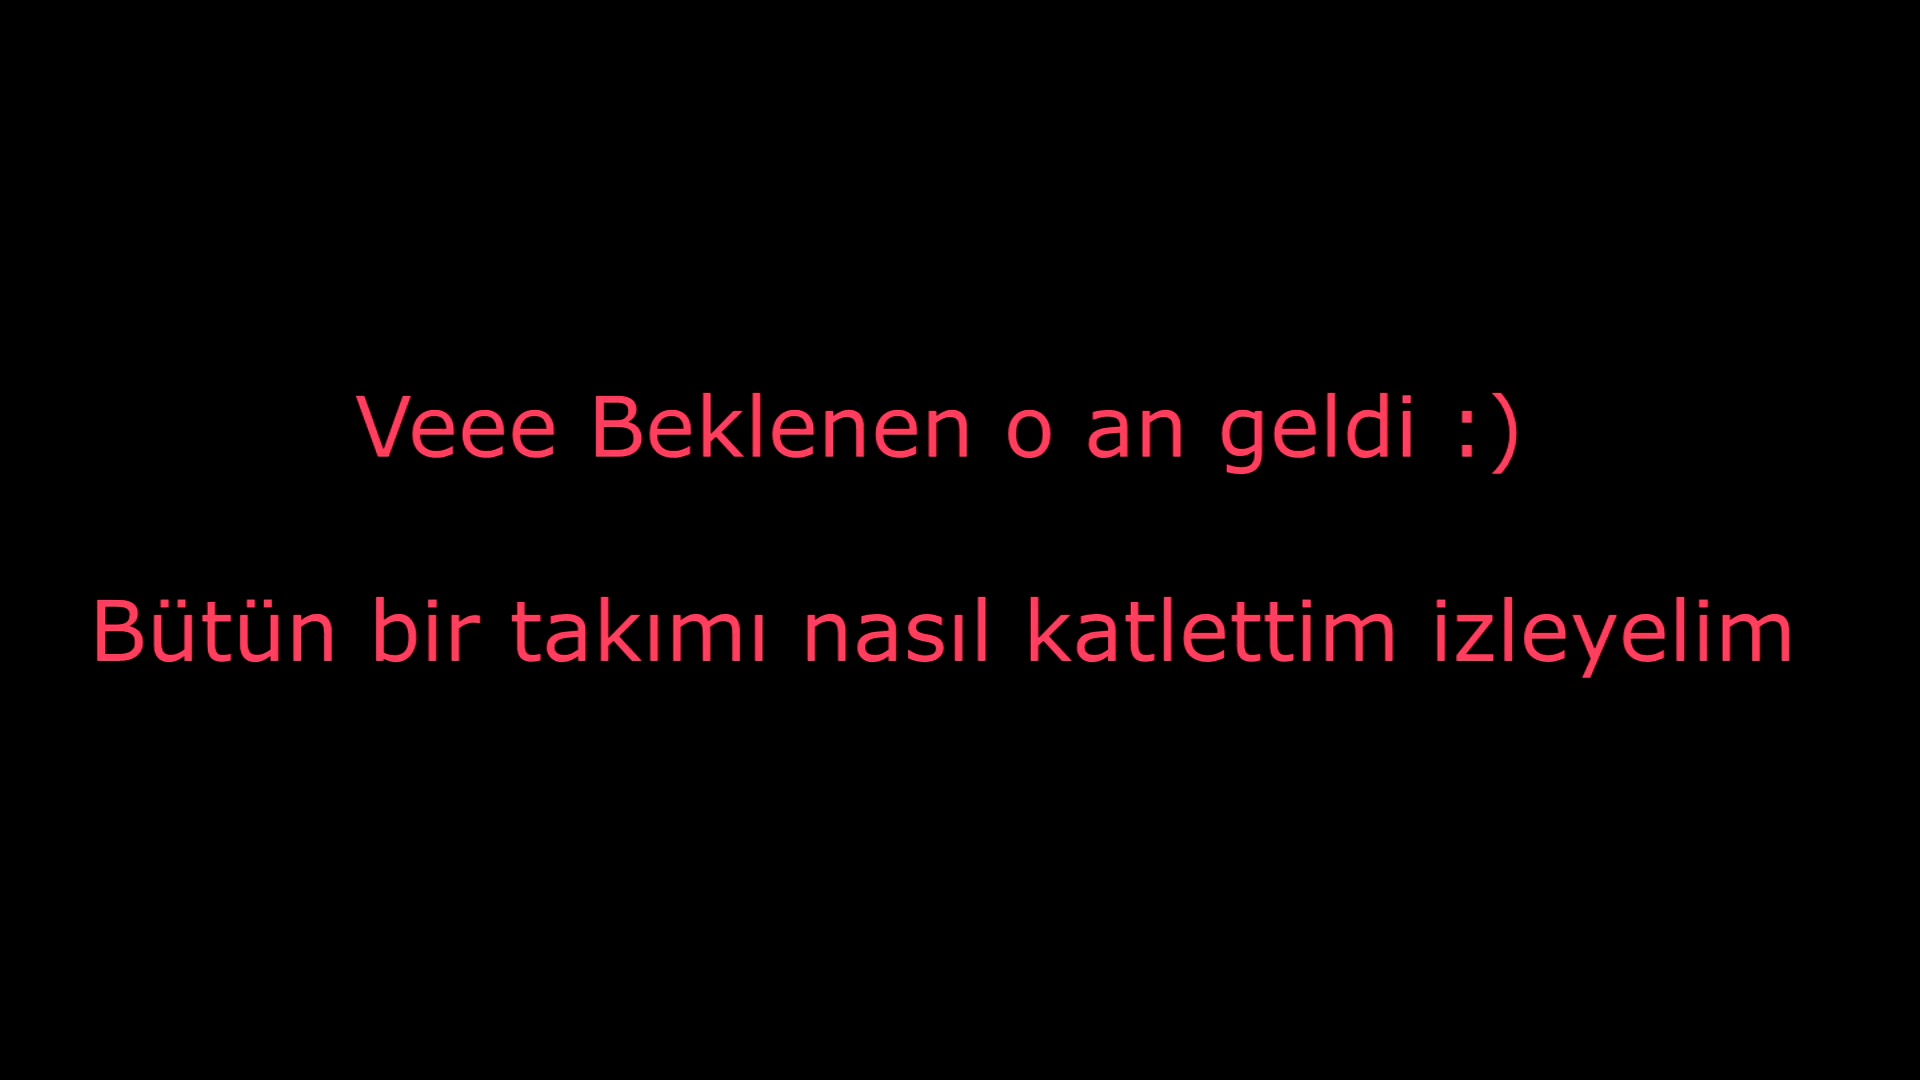 Veee Beklenen o an geldi :)
Bütün bir takımı nasıl katlettim izleyelim